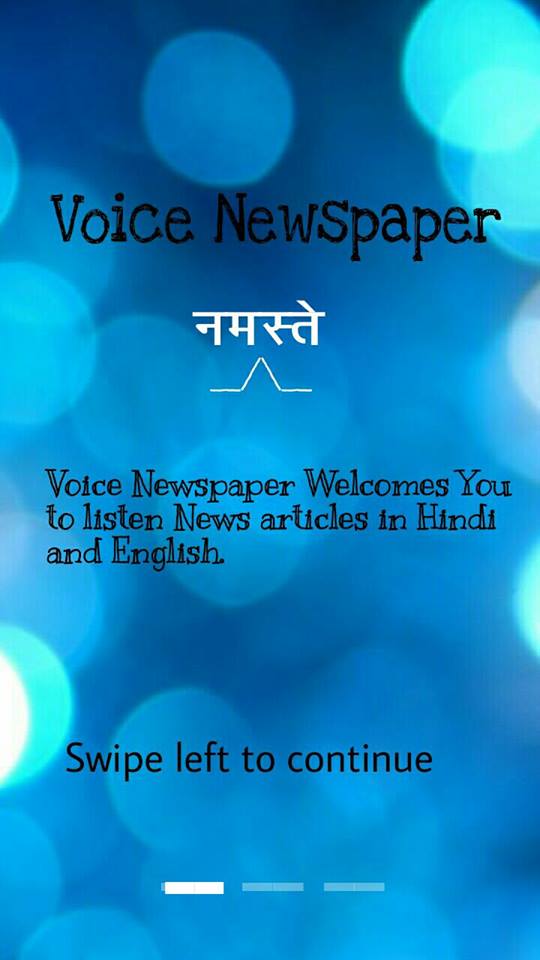 Voice Newspaper
नमस्ते
Voice Newspaper Welcomes You
to listen News articles in Hindi
and English.
Swipe left to continue